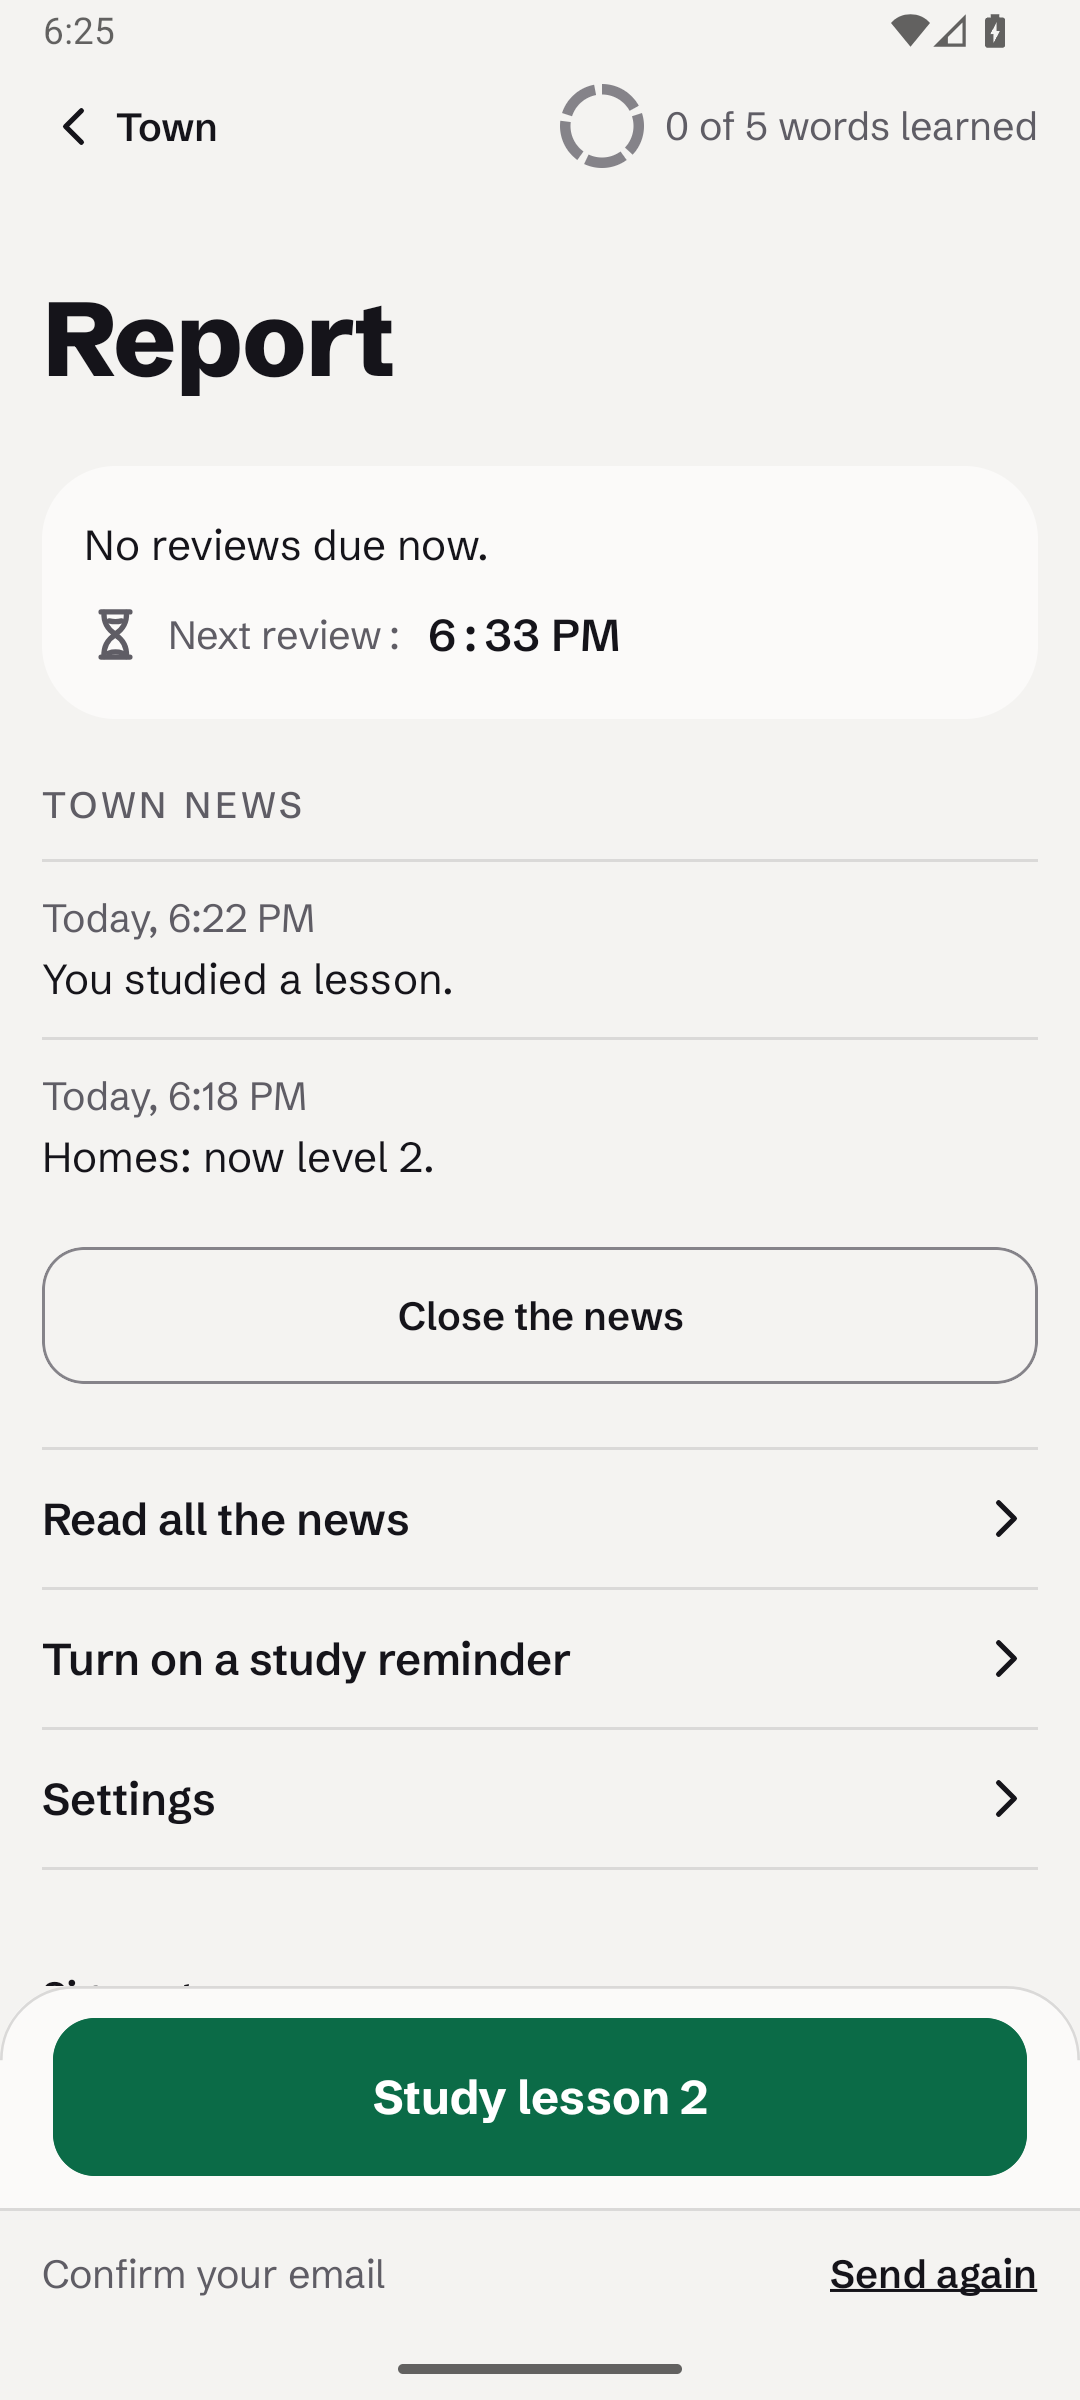 6:25
Town
0 of 5 words learned
Report
No reviews due now.
Next review: 6:33 PM
TOWN NEWS
Today, 6:22 PM
You studied a lesson.
Today, 6:18 PM
Homes: now level 2.
Close the news
Read all the news
Turn on a study reminder
Settings
Study lesson 2
Confirm your email
Send again